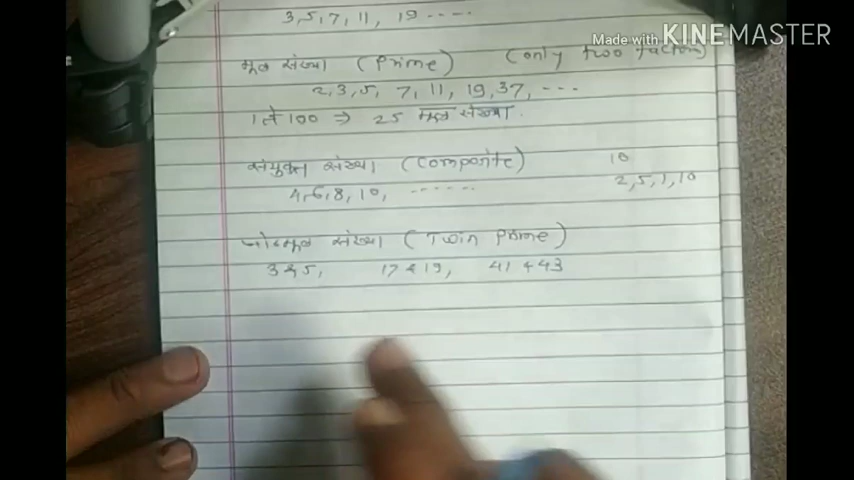 Made with KINEMASTER
3, 5, 7, 11, 19 .....
मूळ संख्या (Prime) (only two factors)
2, 3, 5, 7, 11, 19, 37, ...
1 ते 100 ⇒ 25 मूळ संख्या.
संयुक्त संख्या (Composite) 10
4, 6, 8, 10, ....... 2, 5, 1, 10
जोडमूळ संख्या (Twin prime)
3 & 5, 17 & 19, 41 & 43